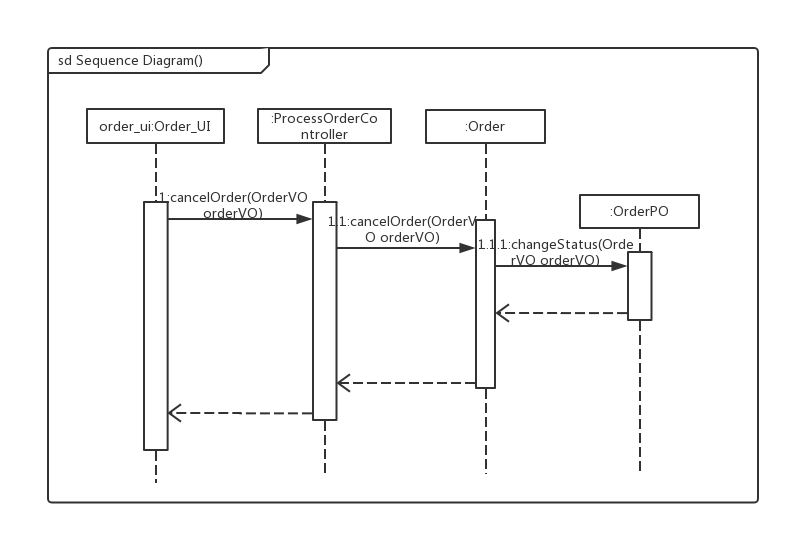 sd Sequence Diagram()
order_ui:Order_UI
:ProcessOrderCo
ntroller
:Order
:OrderPO
1:cancelOrder(OrderVO
orderVO)
1.1:cancelOrder(OrderV
O orderVO)
1.1.1:changeStatus(Orde
rVO orderVO)